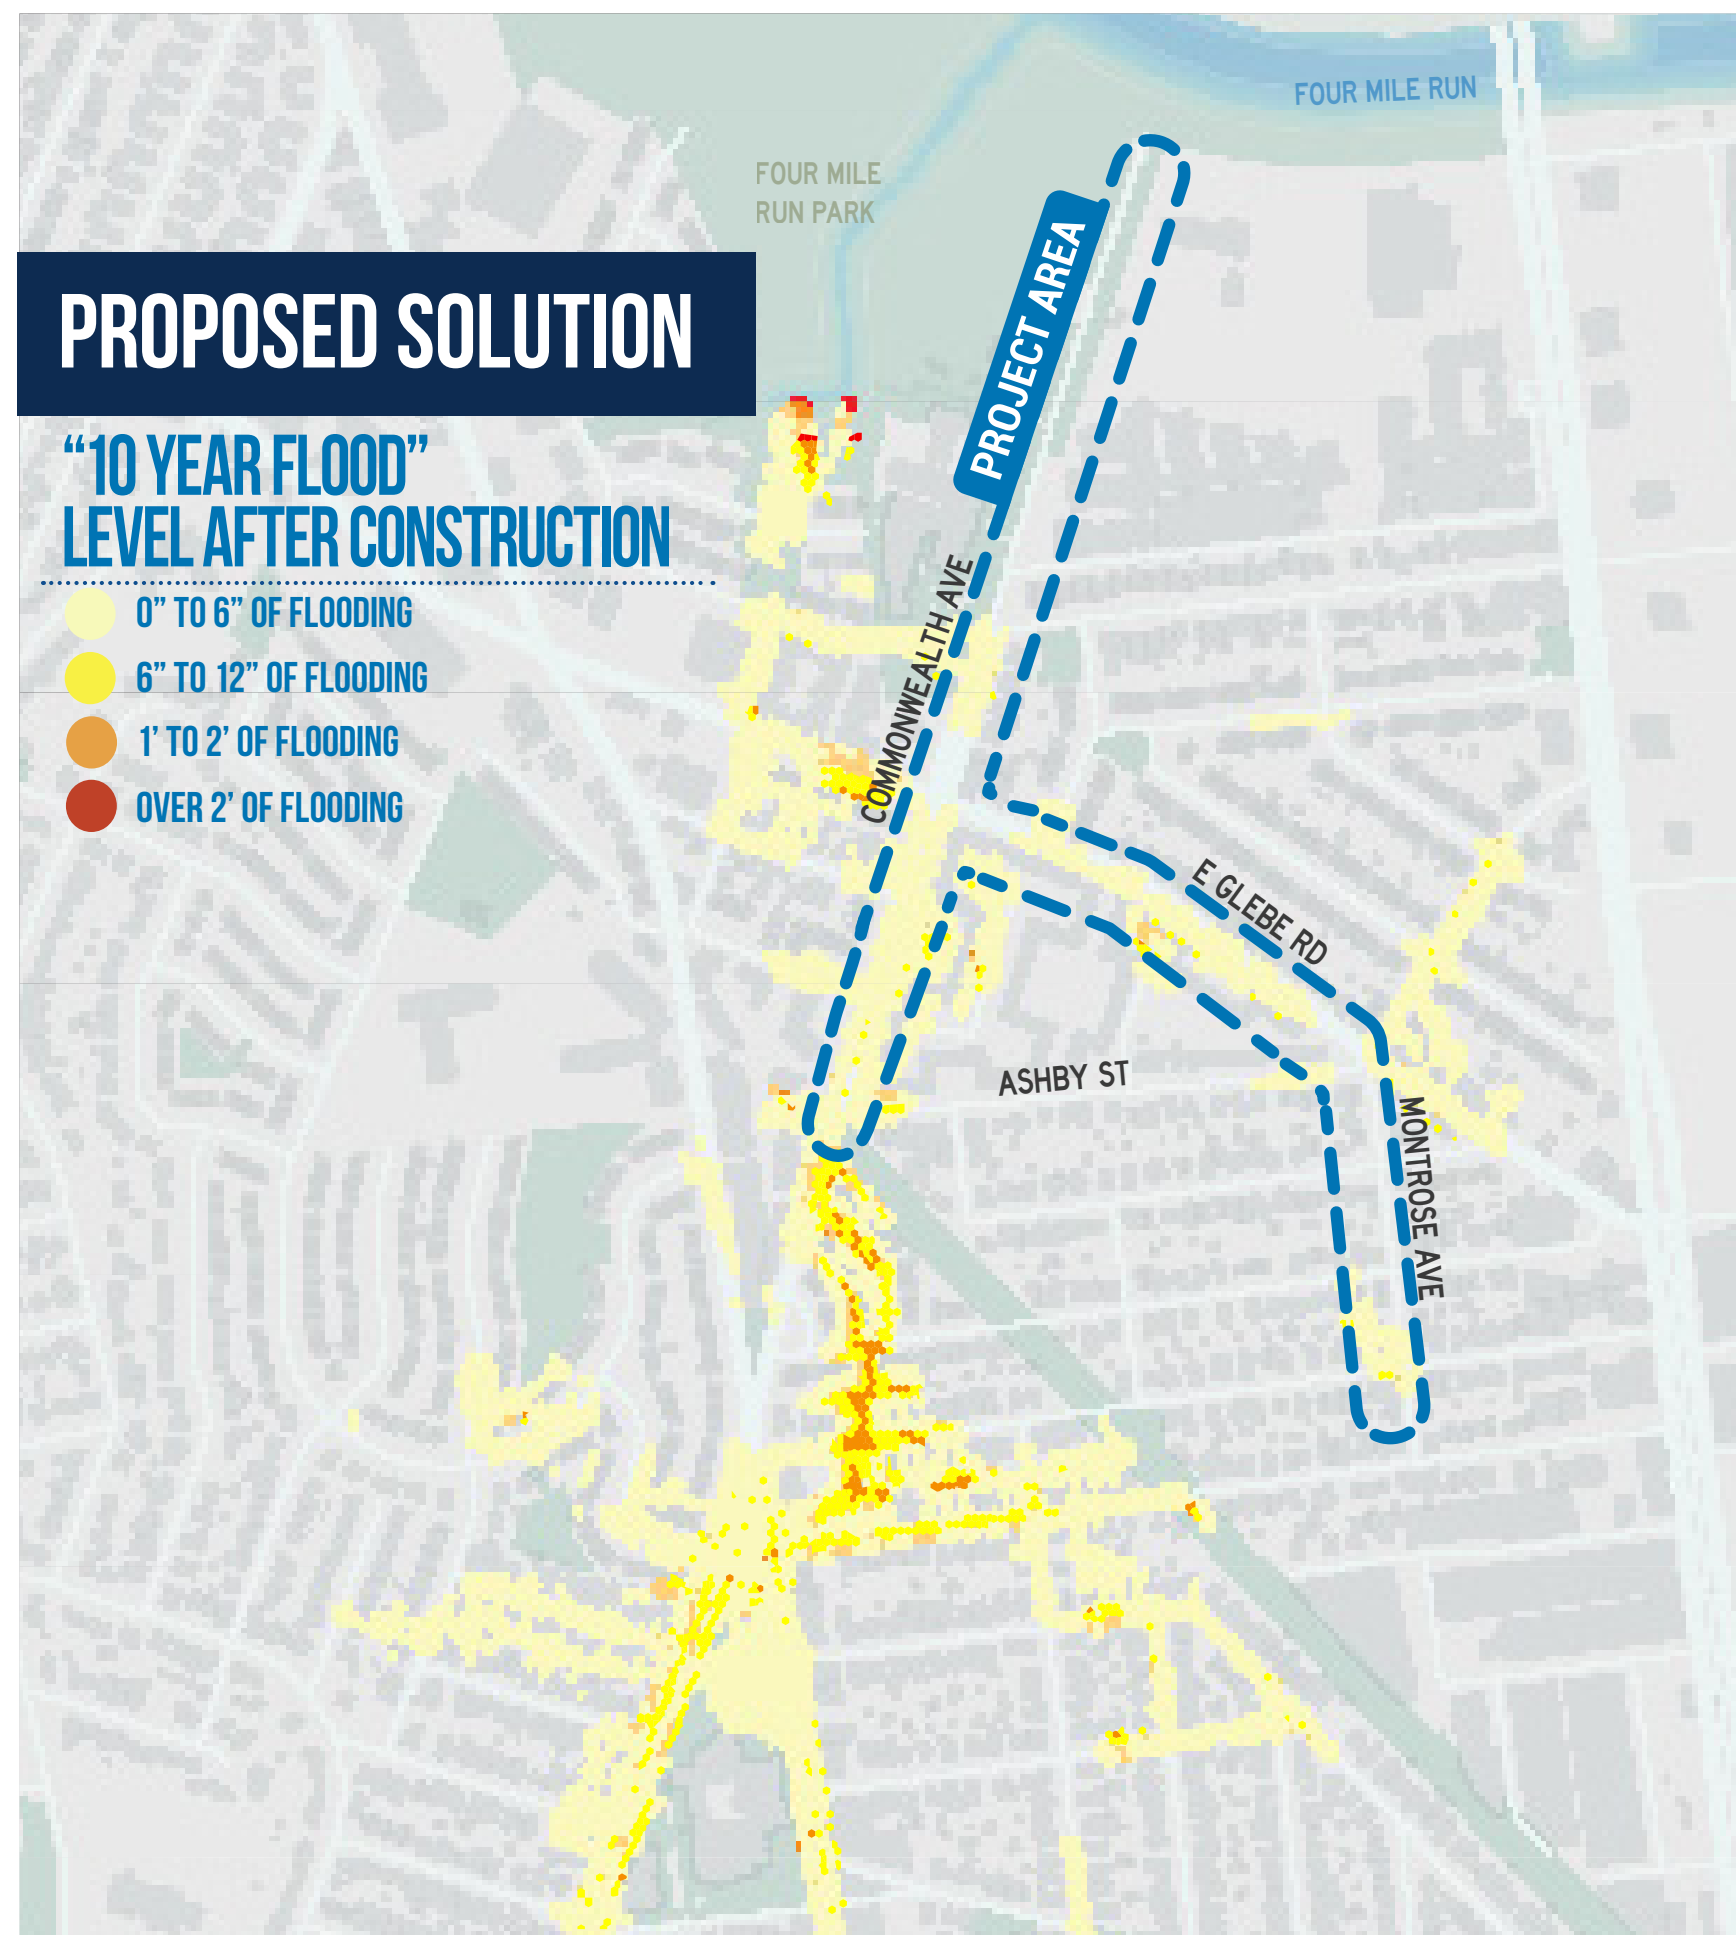 FOUR MILE RUN
FOUR MILE
RUN PARK
PROJECT AREA
PROPOSED SOLUTION
“10 YEAR FLOOD”
LEVEL AFTER CONSTRUCTION
0” TO 6” OF FLOODING
6” TO 12” OF FLOODING
1’ TO 2’ OF FLOODING
OVER 2’ OF FLOODING
COMMONWEALTH AVE
E GLEBE RD
ASHBY ST
MONTROSE AVE